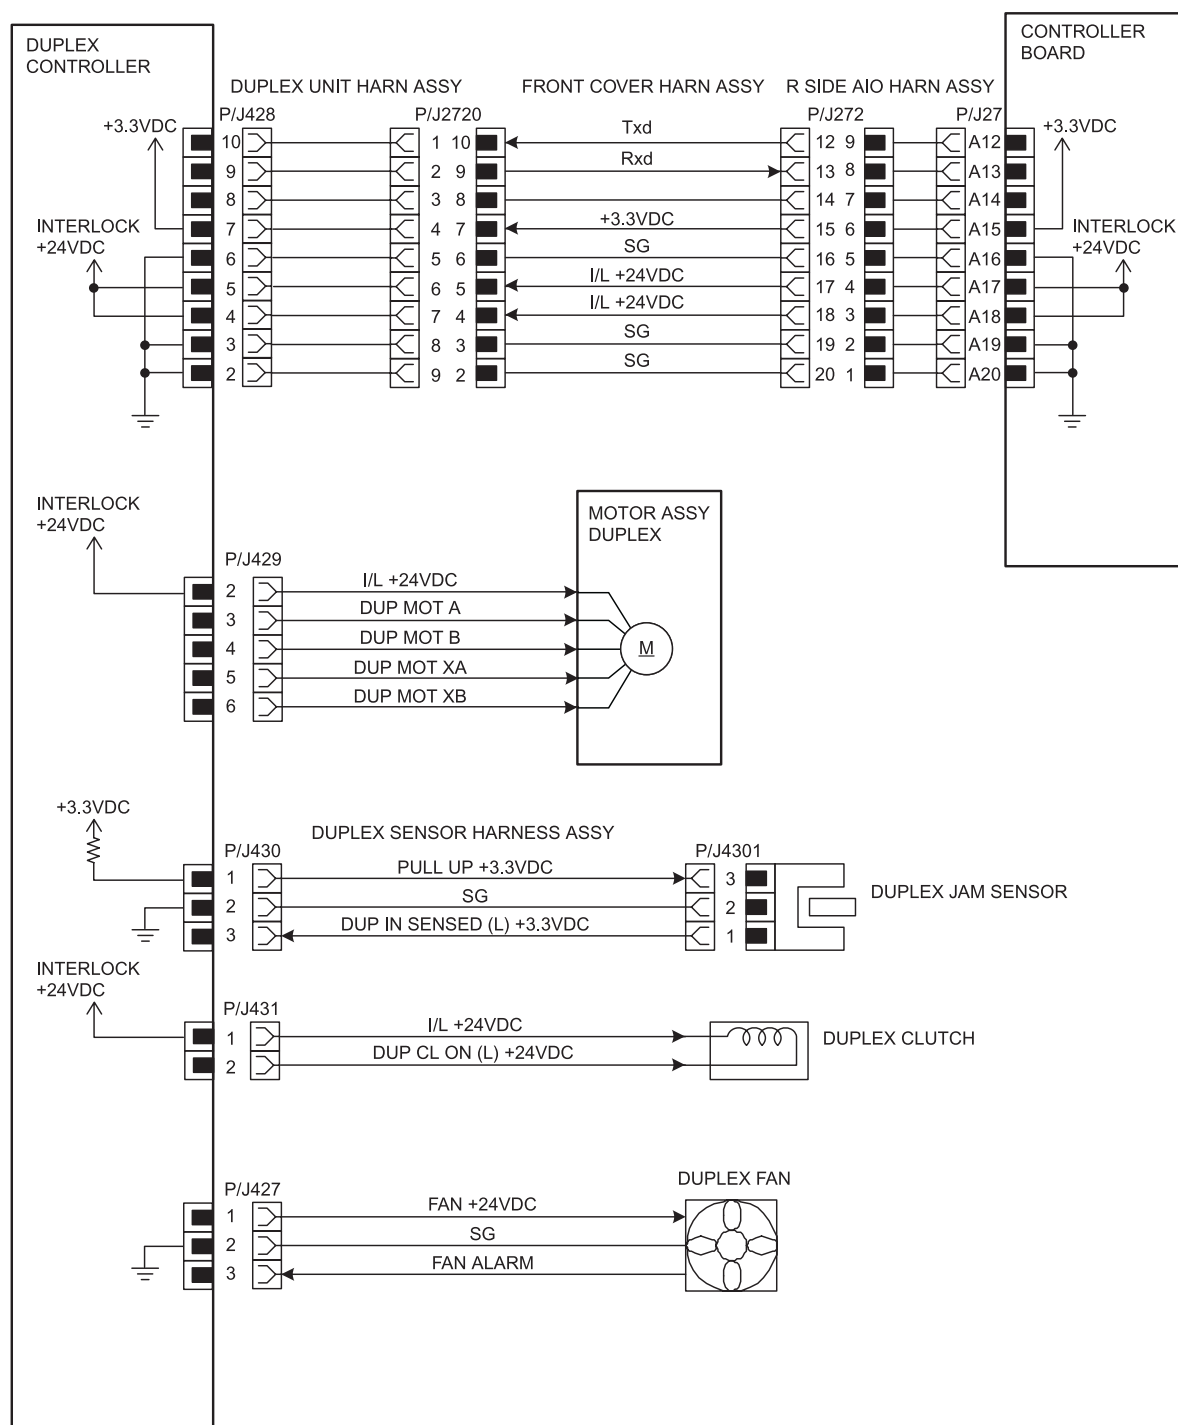 DUPLEX
CONTROLLER
CONTROLLER
BOARD
DUPLEX UNIT HARN ASSY
FRONT COVER HARN ASSY
R SIDE AIO HARN ASSY
P/J428
P/J2720
P/J272
P/J27
+3.3VDC
+3.3VDC
10 1 10 Txd 12 9 A12
9 2 9 Rxd 13 8 A13
8 3 8 14 7 A14
7 4 7 +3.3VDC 15 6 A15
6 5 6 SG 16 5 A16
5 6 5 I/L +24VDC 17 4 A17
4 7 4 I/L +24VDC 18 3 A18
3 8 3 SG 19 2 A19
2 9 2 SG 20 1 A20
INTERLOCK
+24VDC
INTERLOCK
+24VDC
INTERLOCK
+24VDC
P/J429
MOTOR ASSY
DUPLEX
2 I/L +24VDC
3 DUP MOT A
4 DUP MOT B
5 DUP MOT XA
6 DUP MOT XB
M
+3.3VDC
DUPLEX SENSOR HARNESS ASSY
P/J430
P/J4301
1 PULL UP +3.3VDC 3
2 SG 2
3 DUP IN SENSED (L) +3.3VDC 1
DUPLEX JAM SENSOR
INTERLOCK
+24VDC
P/J431
1 I/L +24VDC
2 DUP CL ON (L) +24VDC
DUPLEX CLUTCH
P/J427
DUPLEX FAN
1 FAN +24VDC
2 SG
3 FAN ALARM